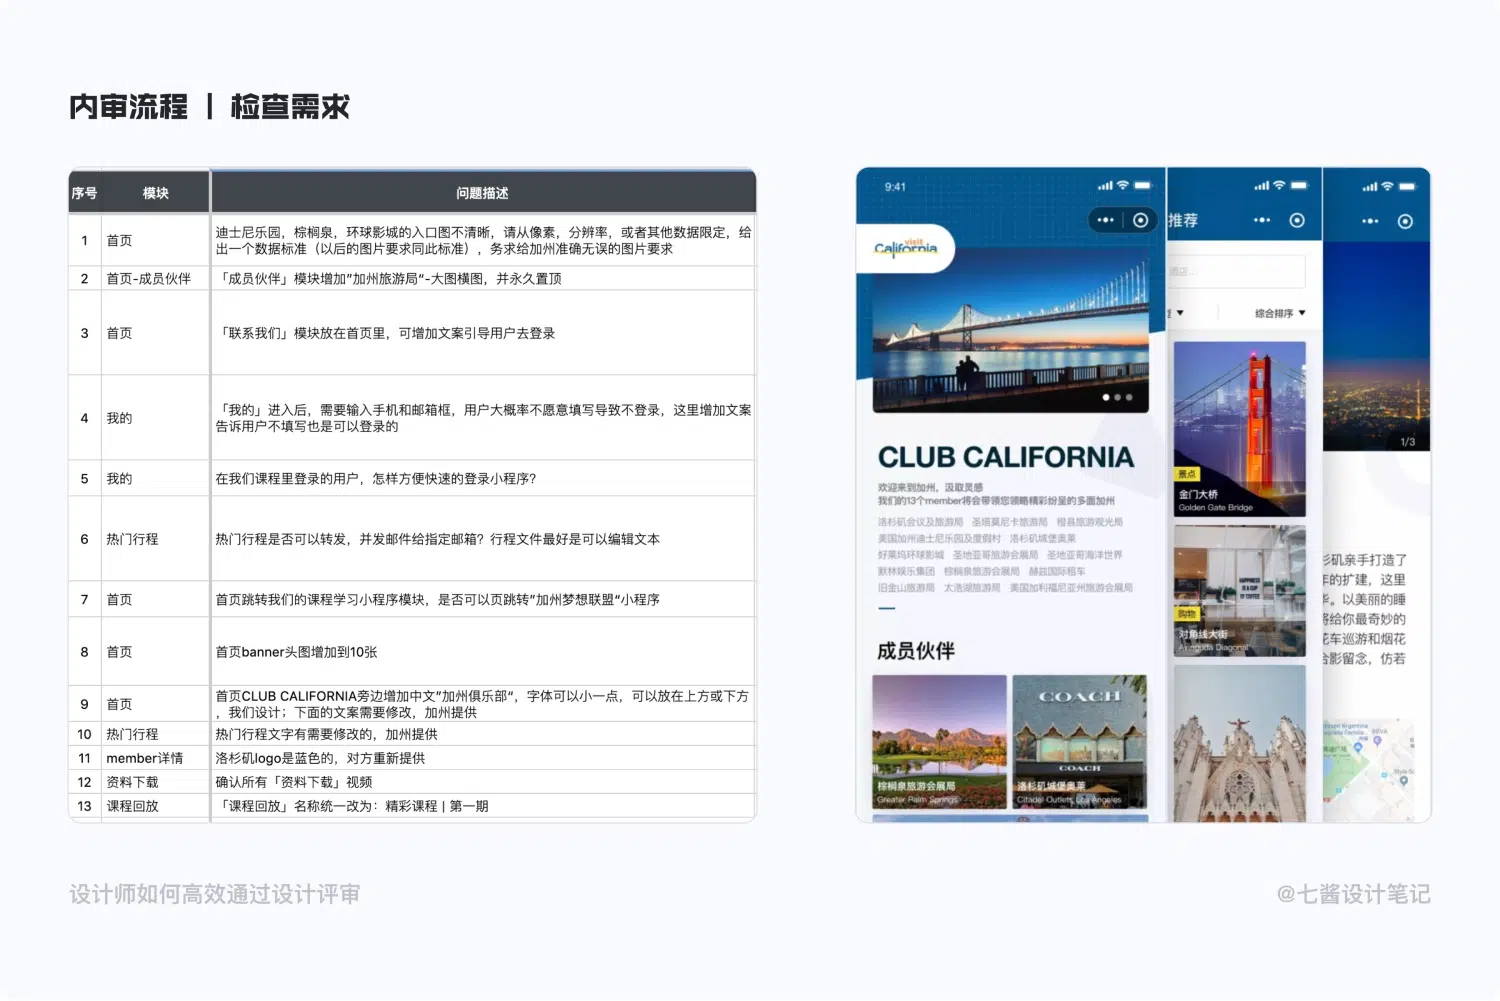 内审流程 | 检查需求
序号 模块 问题描述
1 首页 迪士尼乐园，棕榈泉，环球影城的入口图不清晰，请从像素，分辨率，或者其他数据限定，给
出一个数据标准（以后的图片要求同此标准），务求给加州准确无误的图片要求
2 首页-成员伙伴 「成员伙伴」模块增加”加州旅游局“-大图横图，并永久置顶
3 首页 「联系我们」模块放在首页里，可增加文案引导用户去登录
4 我的 「我的」进入后，需要输入手机和邮箱框，用户大概率不愿意填写导致不登录，这里增加文案
告诉用户不填写也是可以登录的
5 我的 在我们课程里登录的用户，怎样方便快速的登录小程序？
6 热门行程 热门行程是否可以转发，并发邮件给指定邮箱？行程文件最好是可以编辑文本
7 首页 首页跳转我们的课程学习小程序模块，是否可以页跳转”加州梦想联盟“小程序
8 首页 首页banner头图增加到10张
9 首页 首页CLUB CALIFORNIA旁边增加中文”加州俱乐部“，字体可以小一点，可以放在上方或下方
，我们设计；下面的文案需要修改，加州提供
10 热门行程 热门行程文字有需要修改的，加州提供
11 member详情 洛杉矶logo是蓝色的，对方重新提供
12 资料下载 确认所有「资料下载」视频
13 课程回放 「课程回放」名称统一改为：精彩课程 | 第一期
9:41
visit
California
CLUB CALIFORNIA
欢迎来到加州，汲取灵感
我们的13个member将会带领您领略精彩纷呈的多面加州
洛杉矶会议及旅游局 圣塔莫尼卡旅游局 橙县旅游观光局
美国加州迪士尼乐园及度假村 洛杉矶城堡奥莱
好莱坞环球影城 圣地亚哥旅游会展局 圣地亚哥海洋世界
默林娱乐集团 棕榈泉旅游会展局 赫兹国际租车
旧金山旅游局 太浩湖旅游局 美国加利福尼亚州旅游局
成员伙伴
棕榈泉旅游会展局
Greater Palm Springs
COACH
COACH
洛杉矶城堡奥莱
Citadel Outlets Los Angeles
推荐
酒店...
综合排序
景点
金门大桥
Golden Gate Bridge
HAPPINESS
IS A CUP
OF COFFEE
购物
对角线大街
Avinguda Diagonal
1/3
杉矶亲手打造了
年的扩建，这里
华。以美丽的睡
将给你最奇妙的
花车巡游和烟花
合影留念，仿若
BBVA
设计师如何高效通过设计评审
@七酱设计笔记